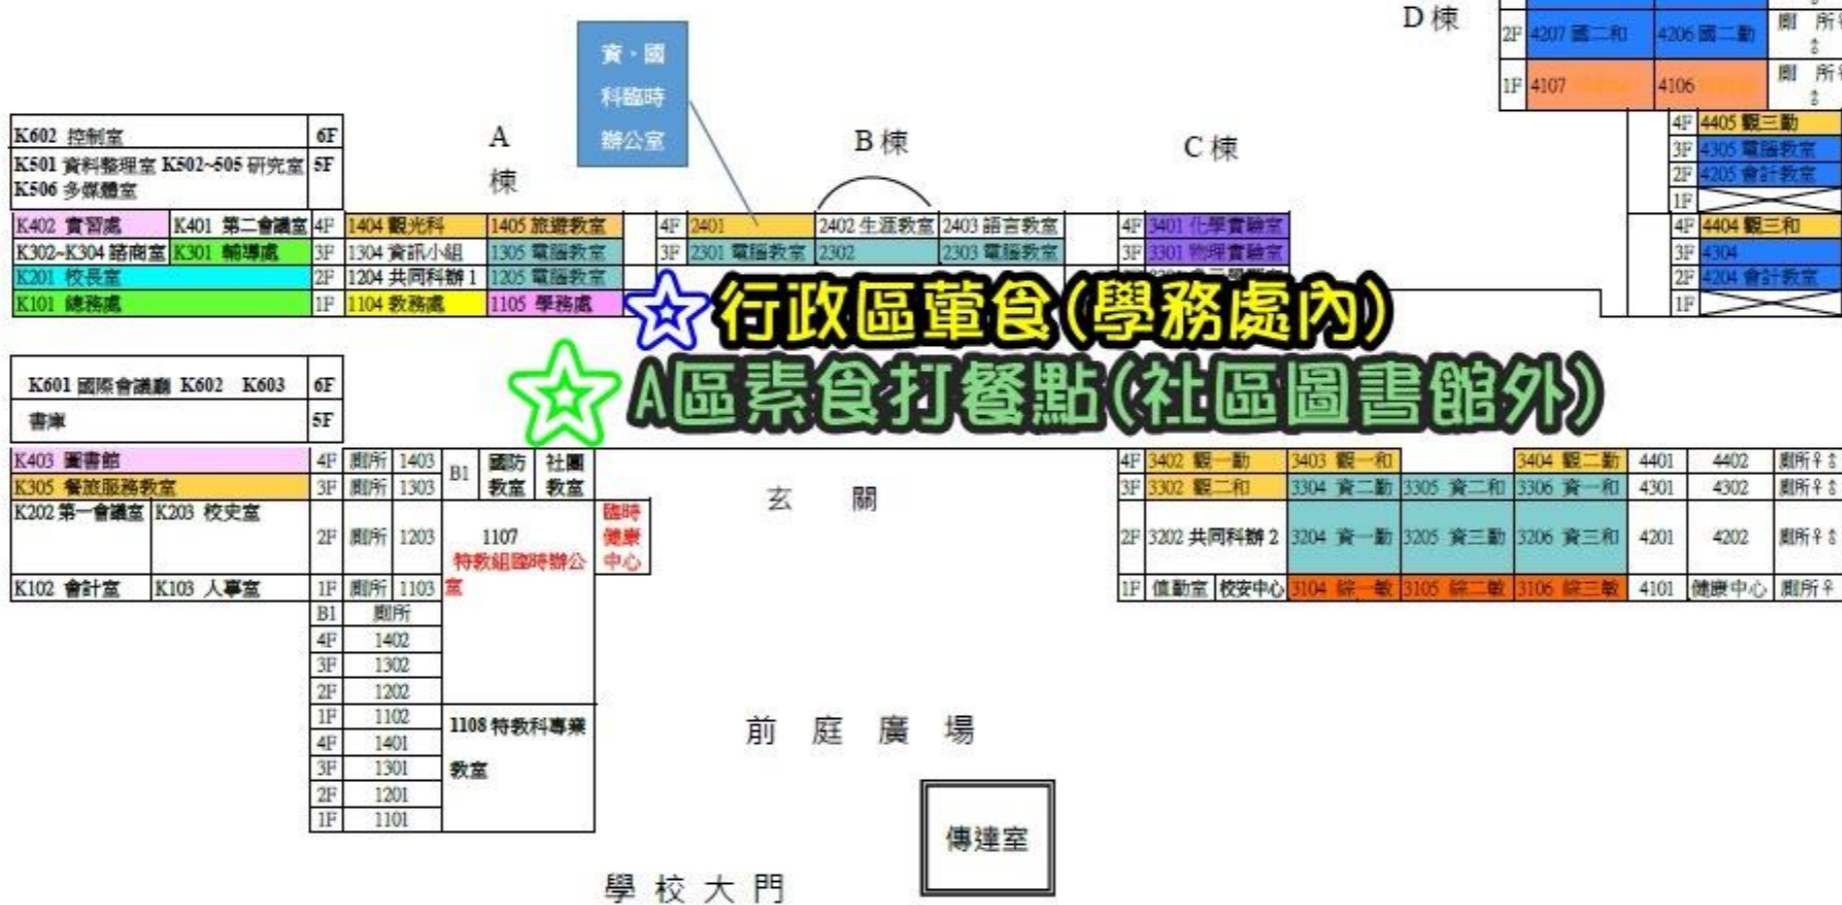 D 棟
2F 4207 國二和 4206 國二勤 廁 所
1F 4107 4106 廁 所
資、國
科臨時
辦公室
A
棟
B 棟
C 棟
K602 控制室 6F
K501 資料整理室 K502~505 研究室 5F
K506 多媒體室
4F 4405 觀三勤
3F 4305 電腦教室
2F 4205 會計教室
1F
K402 實習處 K401 第二會議室 4F 1404 觀光科 1405 旅遊教室 4F 2401 2402 生涯教室 2403 語言教室 4F 3401 化學實驗室 4F 4404 觀三和
K302~K304 諮商室 K301 輔導處 3F 1304 資訊小組 1305 電腦教室 3F 2301 電腦教室 2302 2303 電腦教室 3F 3301 物理實驗室 3F 4304
K201 校長室 2F 1204 共同科辦 1 1205 電腦教室 2F 4204 會計教室
K101 總務處 1F 1104 教務處 1105 學務處 1F
行政區葷食(學務處內)
A區素食打餐點(社區圖書館外)
K601 國際會議廳 K602 K603 6F
書庫 5F
K403 圖書館 4F 廁所 1403 B1 國防教室 社團教室 4F 3402 觀一勤 3403 觀一和 3404 觀二勤 4401 4402 廁所♀♂
K305 餐旅服務教室 3F 廁所 1303 3F 3302 觀二和 3304 資二勤 3305 資二和 3306 資一和 4301 4302 廁所♀♂
玄 關
K202 第一會議室 K203 校史室 2F 廁所 1203 1107 特教組臨時辦公室 臨時健康中心 2F 3202 共同科辦 2 3204 資一勤 3205 資三勤 3206 資三和 4201 4202 廁所♀♂
K102 會計室 K103 人事室 1F 廁所 1103 1F 值勤室 校安中心 3104 綜一敏 3105 綜二敏 3106 綜三敏 4101 健康中心 廁所♀
B1 廁所
4F 1402
3F 1302
2F 1202
1F 1102
1108 特教科專業
教室
4F 1401
3F 1301
2F 1201
1F 1101
前 庭 廣 場
傳達室
學 校 大 門